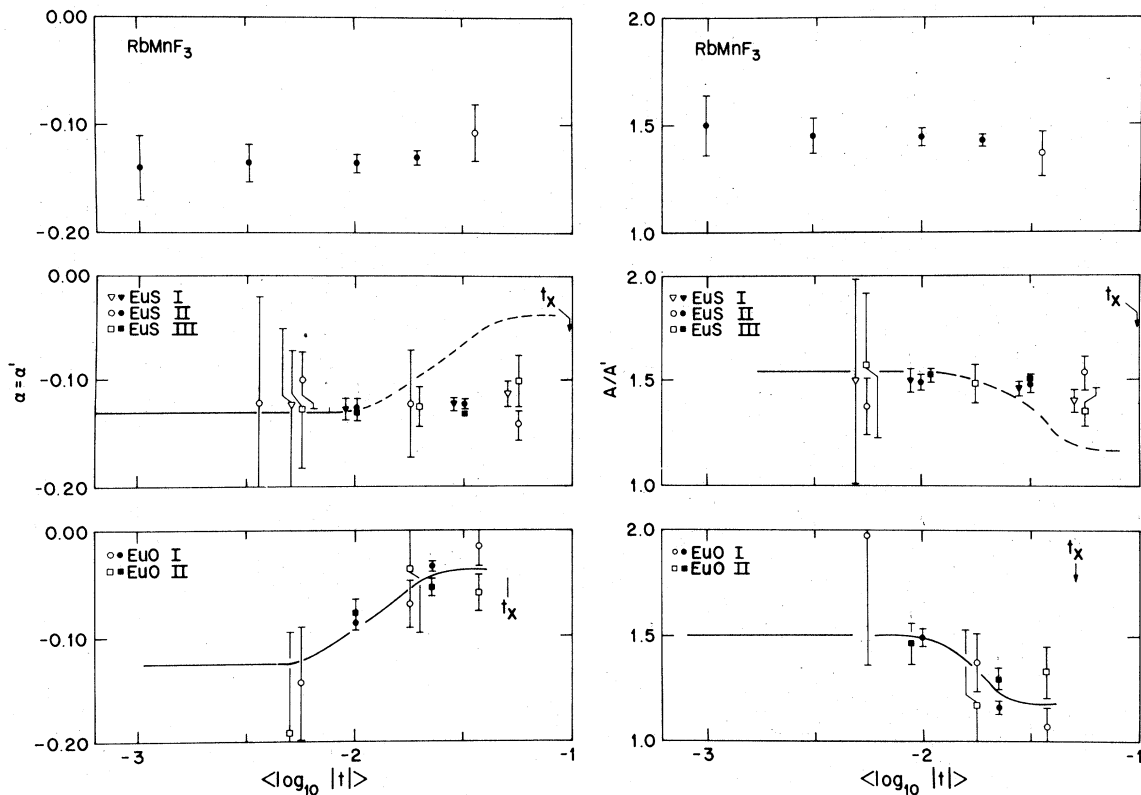 0.00
RbMnF3
-0.10
-0.20
0.00
▽▼EuS I
○●EuS II
□■EuS III
tX
α = α'
-0.10
-0.20
0.00
○●EuO I
□■EuO II
tX
-0.10
-0.20
-3
-2
-1
<log10 |t|>
2.0
RbMnF3
1.5
1.0
2.0
▽▼EuS I
○●EuS II
□■EuS III
tX
A/A'
1.5
1.0
2.0
○●EuO I
□■EuO II
tX
1.5
1.0
-3
-2
-1
<log10 |t|>